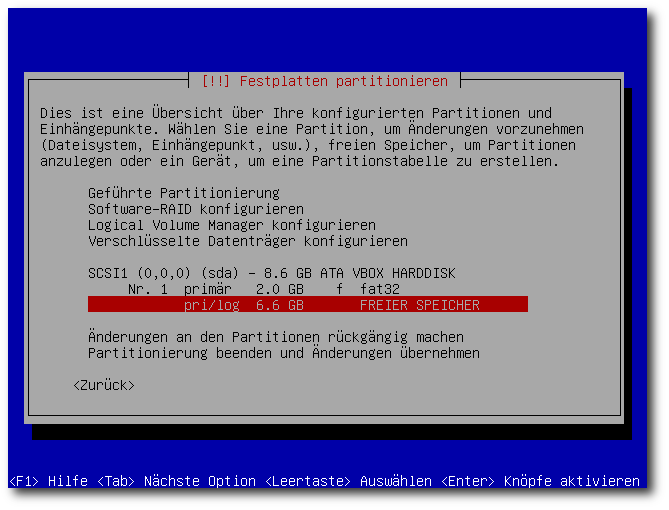 [!!] Festplatten partitionieren
Dies ist eine Übersicht über Ihre konfigurierten Partitionen und
Einhängepunkte. Wählen Sie eine Partition, um Änderungen vorzunehmen
(Dateisystem, Einhängepunkt, usw.), freien Speicher, um Partitionen
anzulegen oder ein Gerät, um eine Partitionstabelle zu erstellen.
Geführte Partitionierung
Software-RAID konfigurieren
Logical Volume Manager konfigurieren
Verschlüsselte Datenträger konfigurieren
SCSI1 (0,0,0) (sda) - 8.6 GB ATA VBOX HARDDISK
Nr. 1 primär 2.0 GB f fat32
pri/log 6.6 GB FREIER SPEICHER
Änderungen an den Partitionen rückgängig machen
Partitionierung beenden und Änderungen übernehmen
<Zurück>
<F1> Hilfe <Tab> Nächste Option <Leertaste> Auswählen <Enter> Knöpfe aktivieren